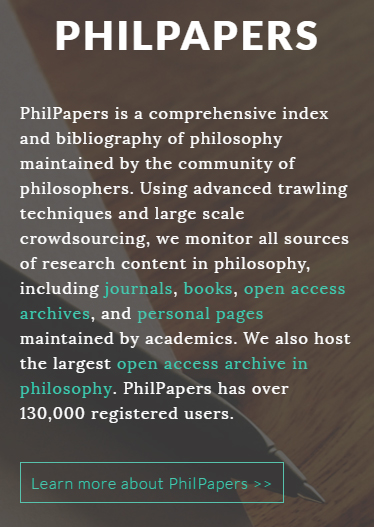 PHILPAPERS
PhilPapers is a comprehensive index
and bibliography of philosophy
maintained by the community of
philosophers. Using advanced trawling
techniques and large scale
crowdsourcing, we monitor all sources
of research content in philosophy,
including journals, books, open access
archives, and personal pages
maintained by academics. We also host
the largest open access archive in
philosophy. PhilPapers has over
130,000 registered users.
Learn more about PhilPapers >>